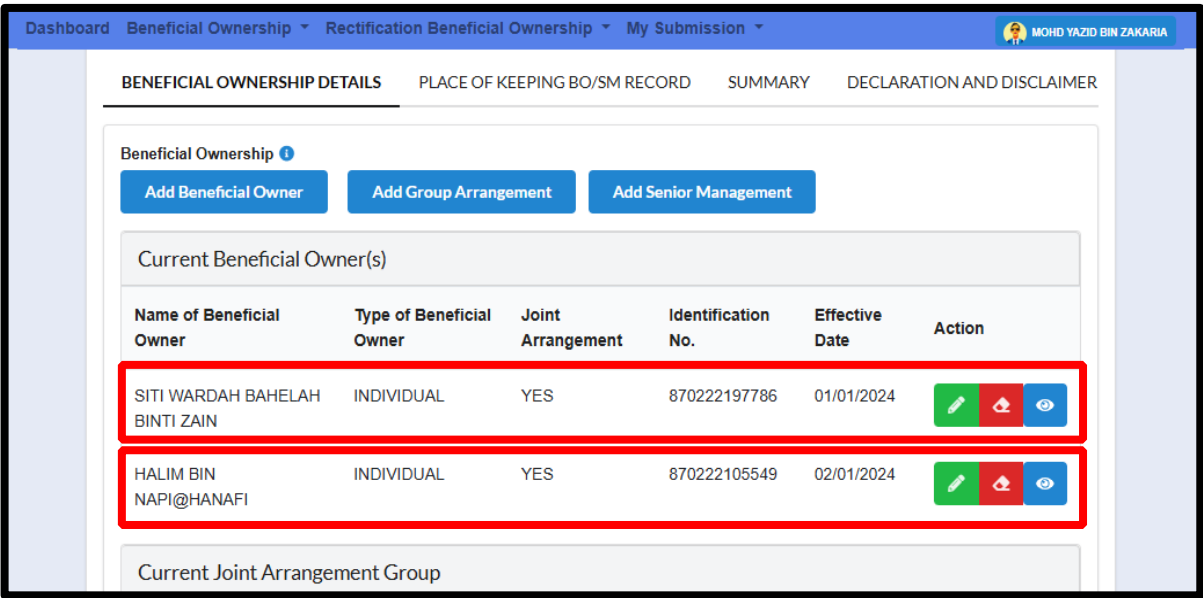 Dashboard Beneficial Ownership Rectification Beneficial Ownership My Submission MOHD YAZID BIN ZAKARIA
BENEFICIAL OWNERSHIP DETAILS PLACE OF KEEPING BO/SM RECORD SUMMARY DECLARATION AND DISCLAIMER
Beneficial Ownership
Add Beneficial Owner Add Group Arrangement Add Senior Management
Current Beneficial Owner(s)
Name of Beneficial Type of Beneficial Joint Identification Effective Action
Owner Owner Arrangement No. Date
SITI WARDAH BAHELAH INDIVIDUAL YES 870222197786 01/01/2024
BINTI ZAIN
HALIM BIN INDIVIDUAL YES 870222105549 02/01/2024
NAPI@HANAFI
Current Joint Arrangement Group